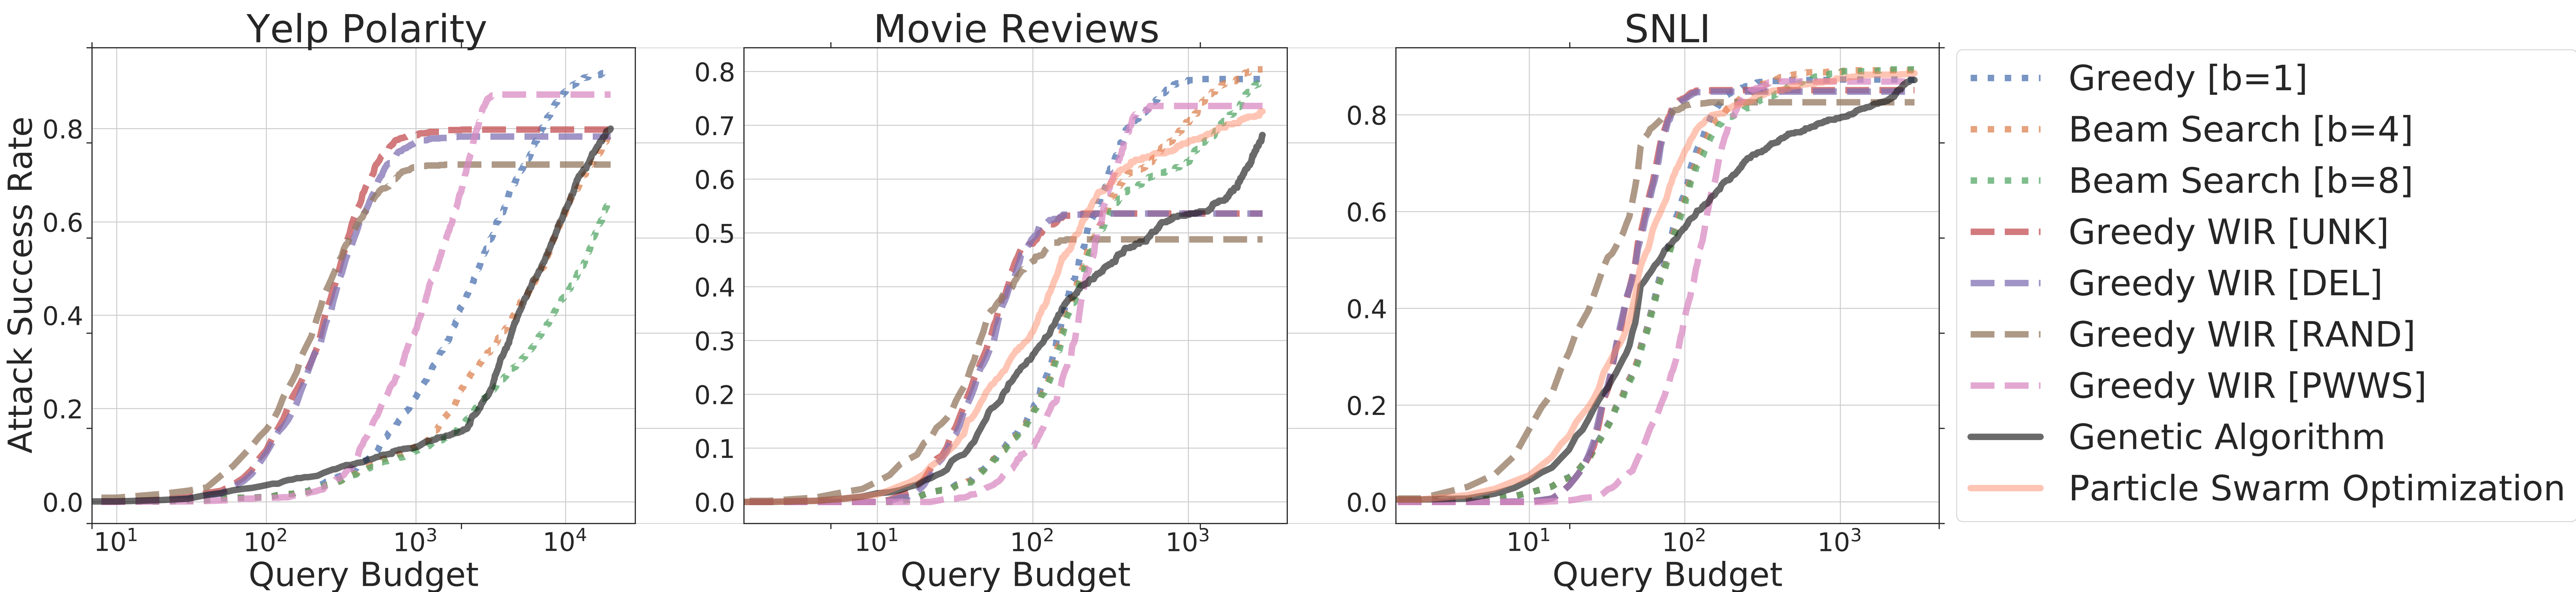 Yelp Polarity
Movie Reviews
SNLI
Attack Success Rate
0.8
0.6
0.4
0.2
0.0
10¹ 10² 10³ 10⁴
Query Budget
0.8
0.7
0.6
0.5
0.4
0.3
0.2
0.1
0.0
10¹ 10² 10³
Query Budget
0.8
0.6
0.4
0.2
0.0
10¹ 10² 10³
Query Budget
Greedy [b=1]
Beam Search [b=4]
Beam Search [b=8]
Greedy WIR [UNK]
Greedy WIR [DEL]
Greedy WIR [RAND]
Greedy WIR [PWWS]
Genetic Algorithm
Particle Swarm Optimization